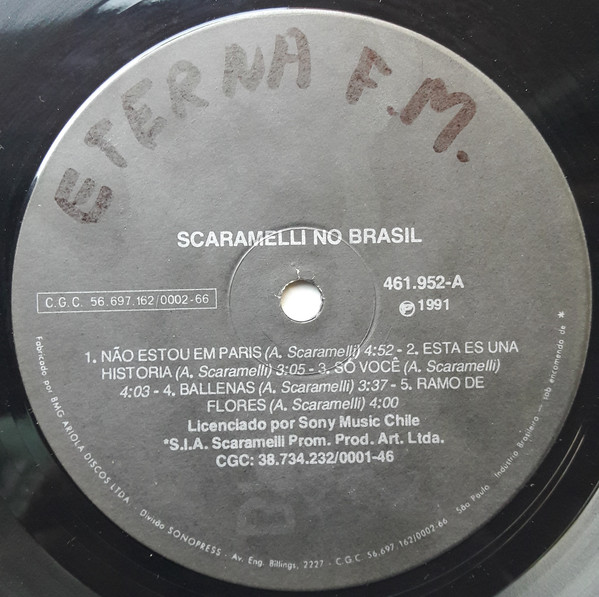 ETERNA F.M.
SCARAMELLI NO BRASIL
461.952-A
Ⓟ 1991
C.G.C. 56.697.162/0002-66
1. NÃO ESTOU EM PARIS (A. Scaramelli) 4:52 - 2. ESTA ES UNA
HISTORIA (A. Scaramelli) 3:05 - 3. SÓ VOCÊ (A. Scaramelli)
4:03 - 4. BALLENAS (A. Scaramelli) 3:37 - 5. RAMO DE
FLORES (A. Scaramelli) 4:00
Licenciado por Sony Music Chile
*S.I.A. Scaramelli Prom. Prod. Art. Ltda.
CGC: 38.734.232/0001-46
Fabricado por BMG ARIOLA DISCOS LTDA. - Divisão SONOPRESS - Av. Eng. Billings, 2227 - C.G.C 56.697.162/0002-66 São Paulo Indústria Brasileira - sob encomenda de *